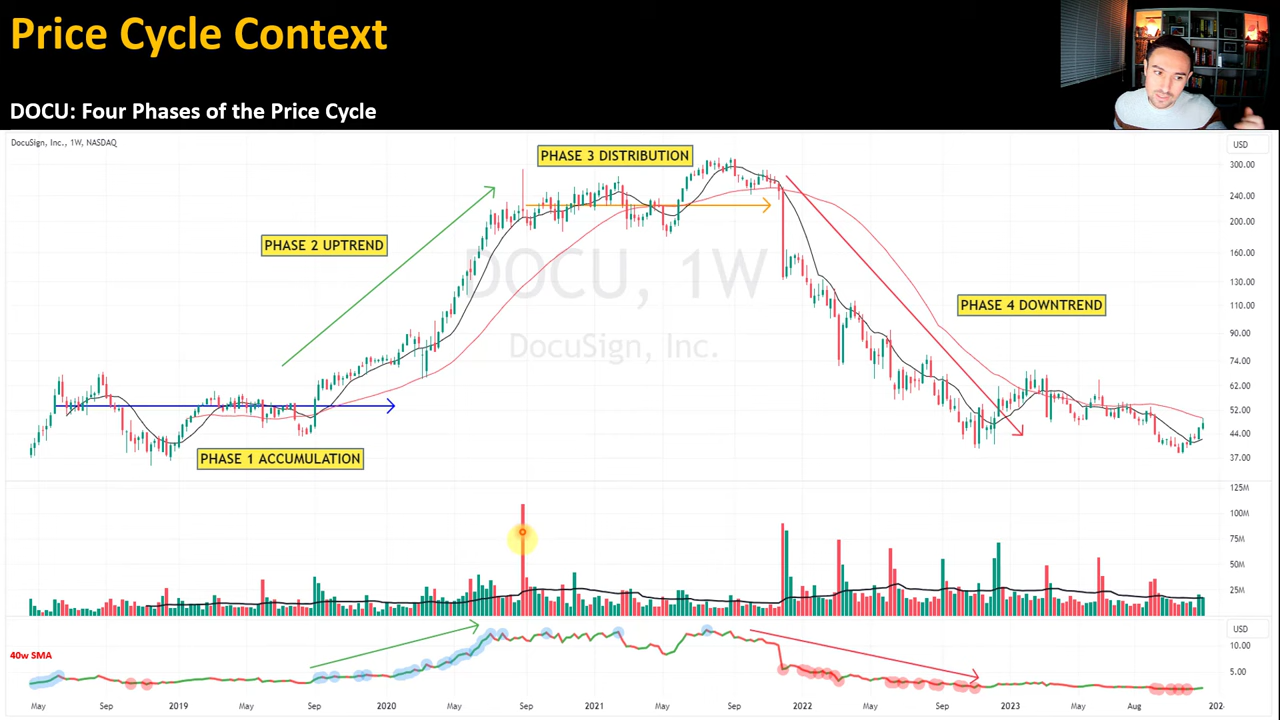 Price Cycle Context
DOCU: Four Phases of the Price Cycle
DocuSign, Inc., 1W, NASDAQ
USD
PHASE 3 DISTRIBUTION
300.00
240.00
PHASE 2 UPTREND
200.00
DOCU, 1W
160.00
130.00
PHASE 4 DOWNTREND
110.00
DocuSign, Inc.
90.00
74.00
62.00
52.00
44.00
PHASE 1 ACCUMULATION
37.00
125M
100M
75M
50M
25M
USD
10.00
40w SMA
5.00
May Sep 2019 May Sep 2020 May Sep 2021 May Sep 2022 May Sep 2023 May Aug 202